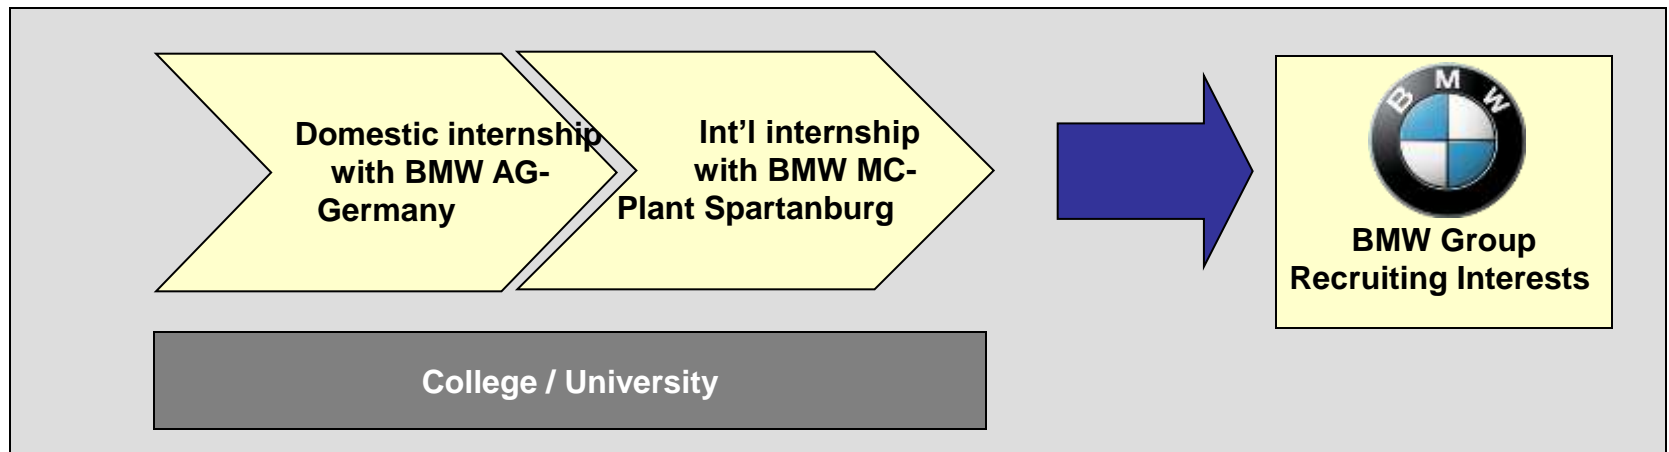 Domestic internship
with BMW AG-
Germany
Int’l internship
with BMW MC-
Plant Spartanburg
BMW
BMW Group
Recruiting Interests
College / University